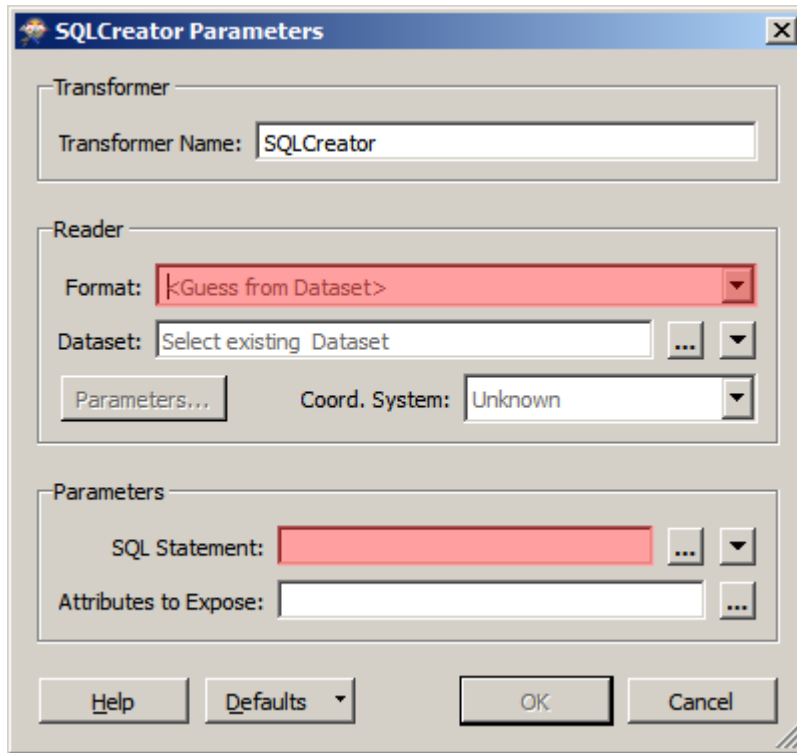 SQLCreator Parameters
Transformer
Transformer Name: SQLCreator
Reader
Format: <Guess from Dataset>
Dataset: Select existing  Dataset ...
Parameters... Coord. System: Unknown
Parameters
SQL Statement: ...
Attributes to Expose: ...
Help Defaults OK Cancel